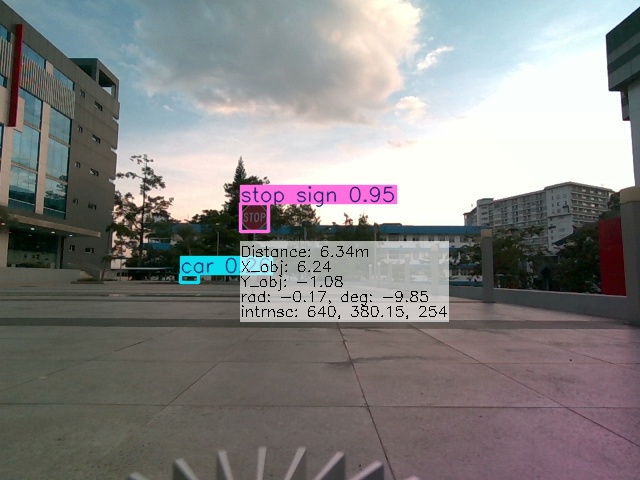 stop sign 0.95
STOP
Distance: 6.34m
car 0.26
X_obj: 6.24
Y_obj: −1.08
rad: −0.17, deg: −9.85
intrnsc: 640, 380.15, 254